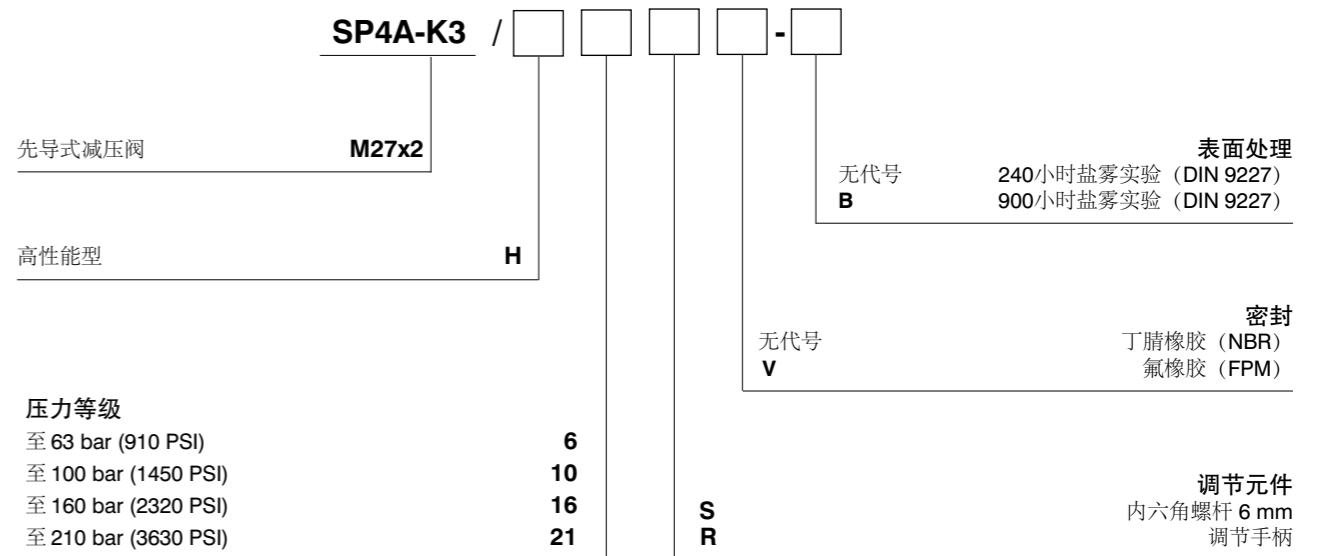 SP4A-K3 / -
先导式减压阀 M27x2
表面处理
无代号 240小时盐雾实验（DIN 9227）
B 900小时盐雾实验（DIN 9227）
高性能型 H
密封
无代号 丁腈橡胶（NBR）
V 氟橡胶（FPM）
压力等级
至 63 bar (910 PSI) 6
至 100 bar (1450 PSI) 10
至 160 bar (2320 PSI) 16
至 210 bar (3630 PSI) 21
调节元件
S 内六角螺杆 6 mm
R 调节手柄